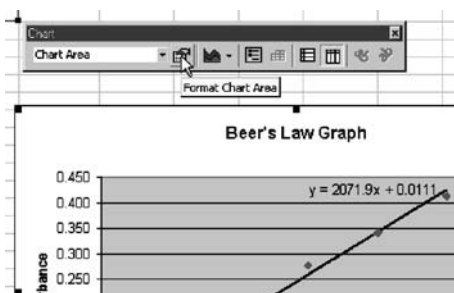 Chart
Chart Area
Format Chart Area
Beer's Law Graph
y = 2071.9x + 0.0111
0.450
0.400
0.350
0.300
0.250